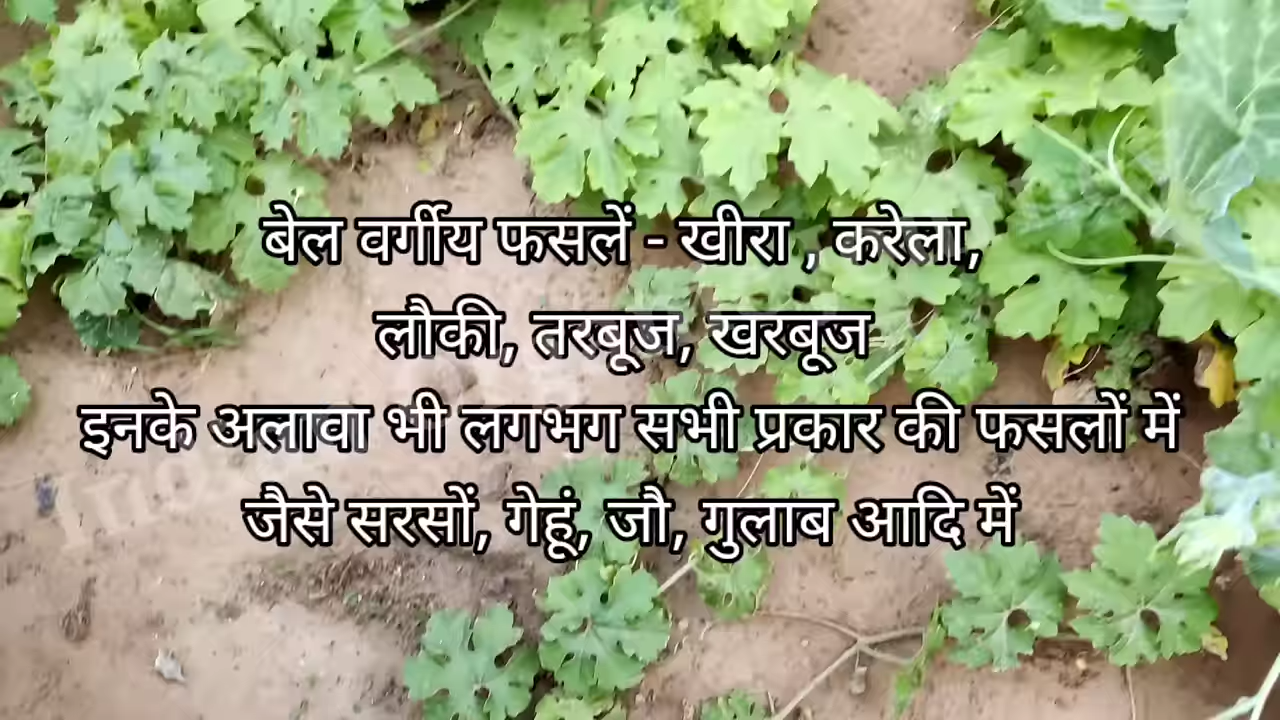 बेल वर्गीय फसलें - खीरा , करेला,
लौकी, तरबूज, खरबूज
इनके अलावा भी लगभग सभी प्रकार की फसलों में
जैसे सरसों, गेहूं, जौ, गुलाब आदि में